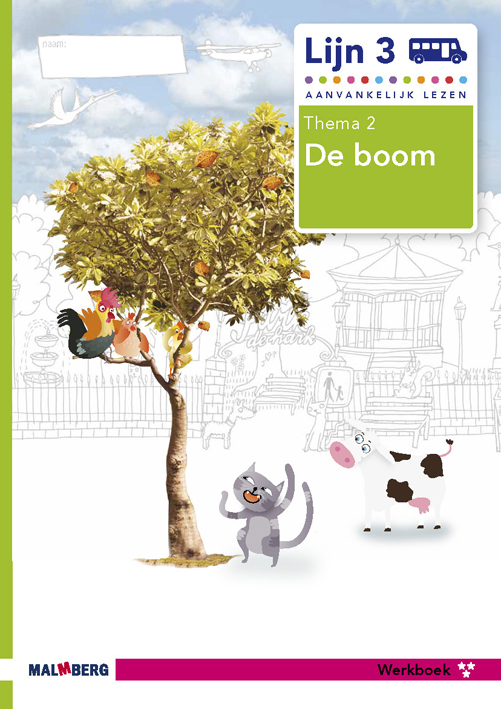 naam:
Lijn 3
AANVANKELIJK LEZEN
Thema 2
De boom
MALMBERG
Werkboek